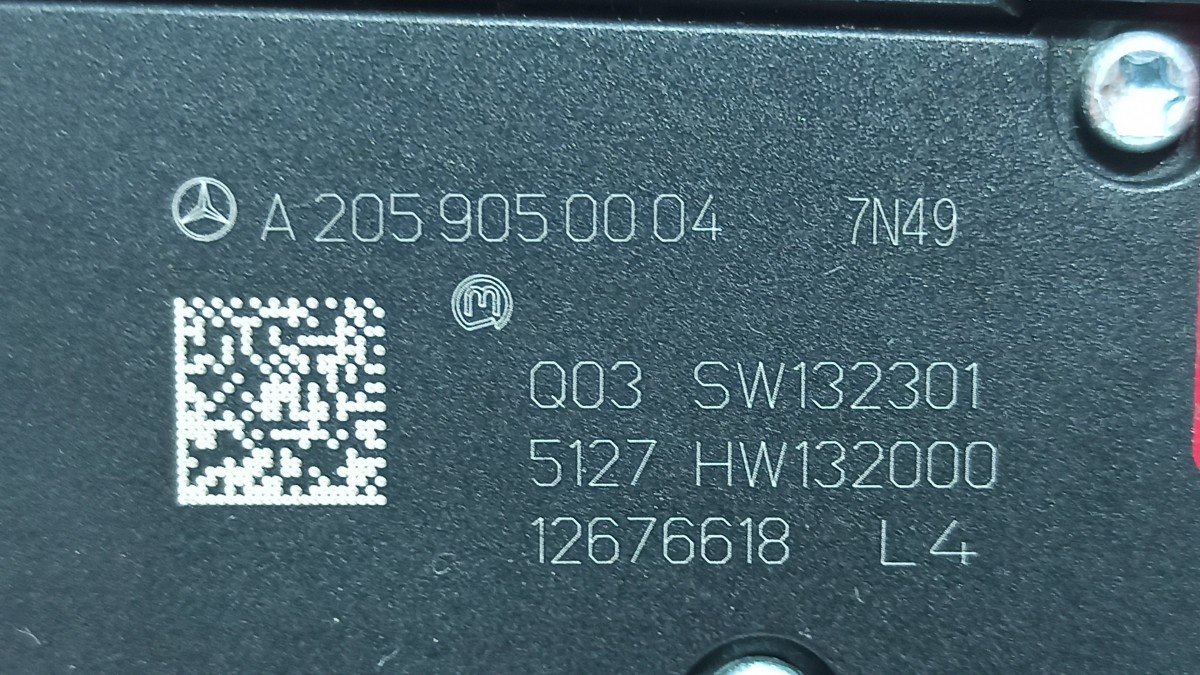 A 205 905 00 04 7N49
m
Q03 SW132301
5127 HW132000
12676618 L4